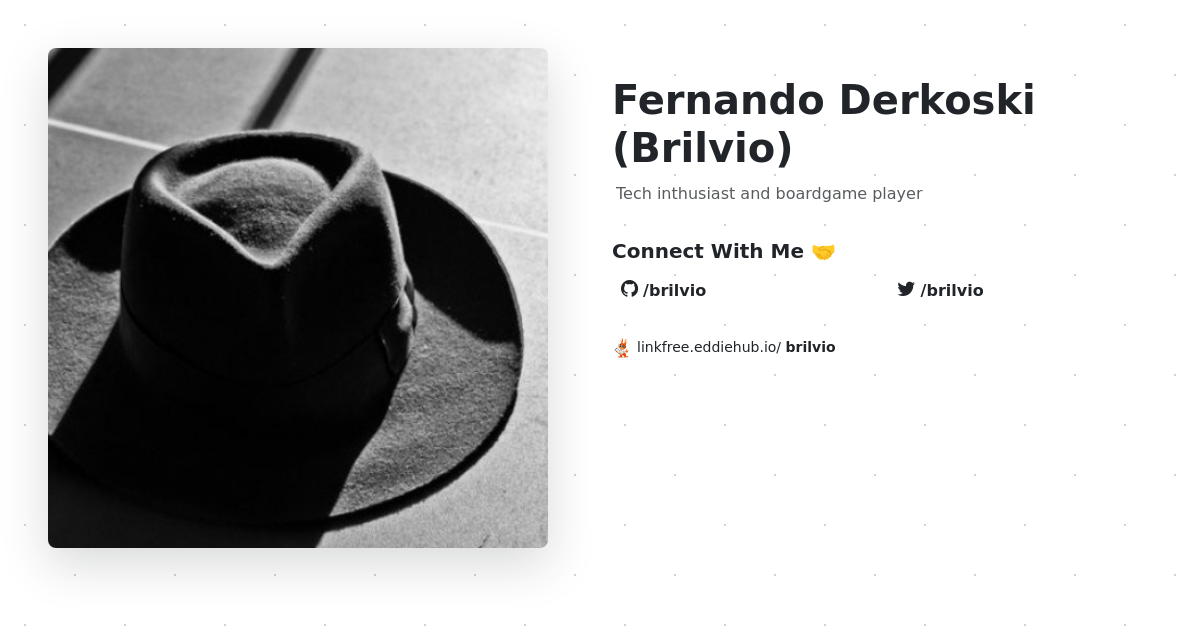 Fernando Derkoski
(Brilvio)
Tech inthusiast and boardgame player
Connect With Me 🤝
/brilvio
/brilvio
linkfree.eddiehub.io/ brilvio